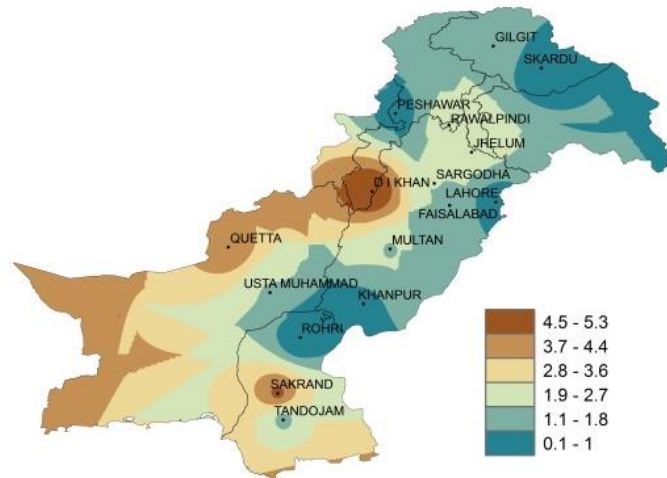 GILGIT
SKARDU
PESHAWAR
RAWALPINDI
JHELUM
D I KHAN
SARGODHA
LAHORE
FAISALABAD
QUETTA
MULTAN
USTA MUHAMMAD
KHANPUR
ROHRI
SAKRAND
TANDOJAM
4.5 - 5.3
3.7 - 4.4
2.8 - 3.6
1.9 - 2.7
1.1 - 1.8
0.1 - 1